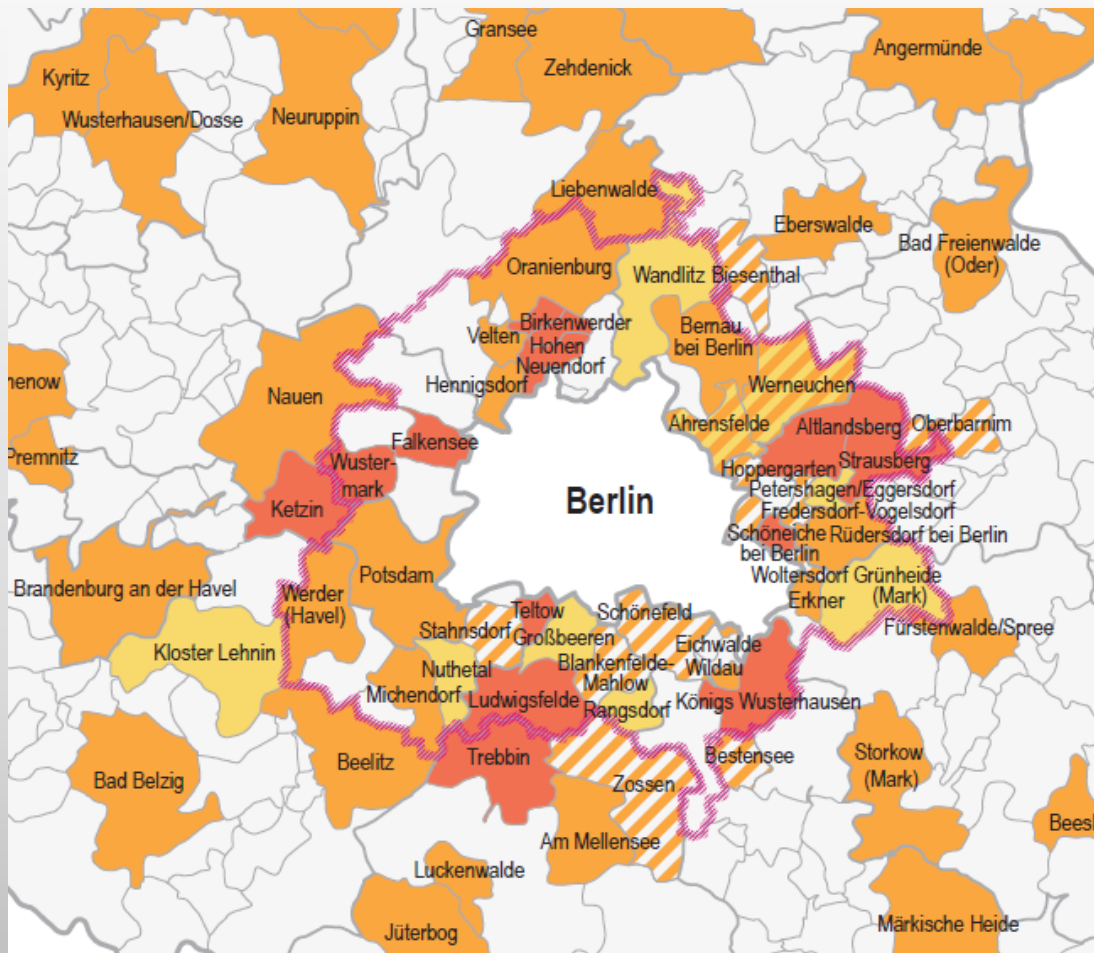 Gransee
Zehdenick
Angermünde
Kyritz
Wusterhausen/Dosse
Neuruppin
Liebenwalde
Eberswalde
Bad Freienwalde
(Oder)
Oranienburg
Wandlitz
Biesenthal
Velten
Birkenwerder
Hohen
Neuendorf
Bernau
bei Berlin
Hennigsdorf
Werneuchen
menow
Nauen
Ahrensfelde
Altlandsberg
Oberbarnim
Falkensee
Premnitz
Wuster-
mark
Hoppergarten
Strausberg
Ketzin
Berlin
Petershagen/Eggersdorf
Fredersdorf-Vogelsdorf
Schöneiche
bei Berlin
Rüdersdorf bei Berlin
Brandenburg an der Havel
Potsdam
Werder
(Havel)
Woltersdorf
Grünheide
(Mark)
Erkner
Teltow
Schönefeld
Stahnsdorf
Großbeeren
Eichwalde
Fürstenwalde/Spree
Kloster Lehnin
Nuthetal
Blankenfelde-
Mahlow
Wildau
Michendorf
Ludwigsfelde
Rangsdorf
Königs Wusterhausen
Bad Belzig
Beelitz
Trebbin
Bestensee
Storkow
(Mark)
Zossen
Am Mellensee
Bees
Luckenwalde
Jüterbog
Märkische Heide